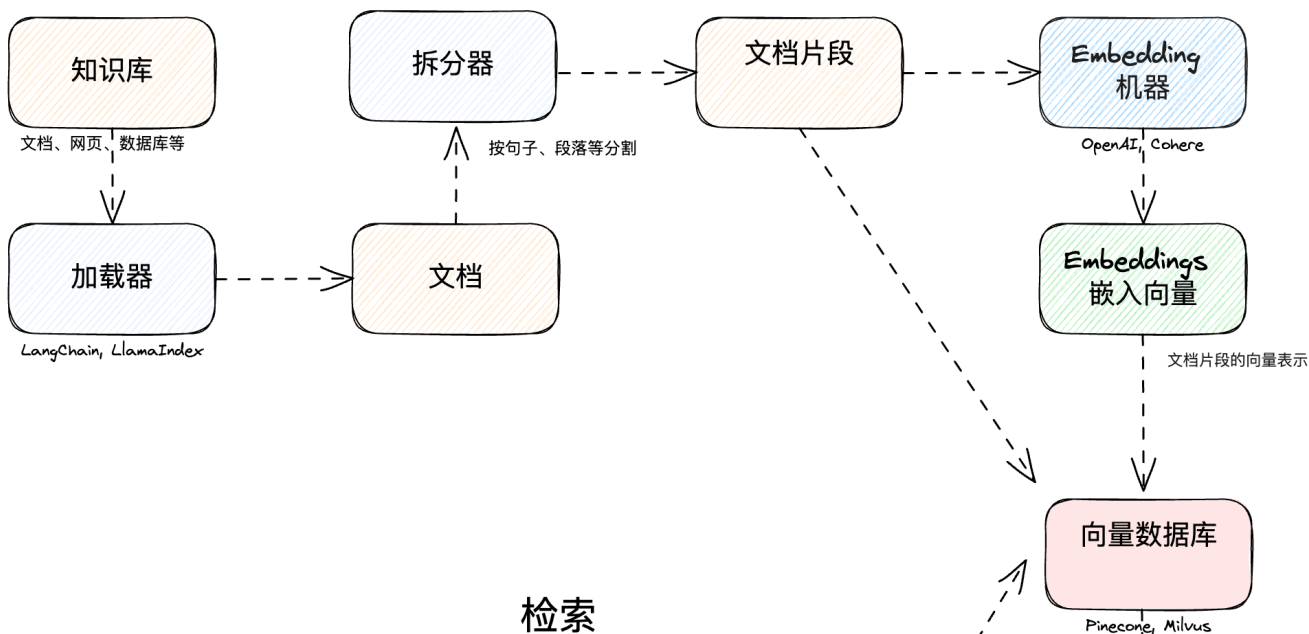 知识库
文档、网页、数据库等
拆分器
按句子、段落等分割
文档片段
Embedding
机器
OpenAI, Cohere
加载器
LangChain, LlamaIndex
文档
Embeddings
嵌入向量
文档片段的向量表示
向量数据库
Pinecone, Milvus
检索